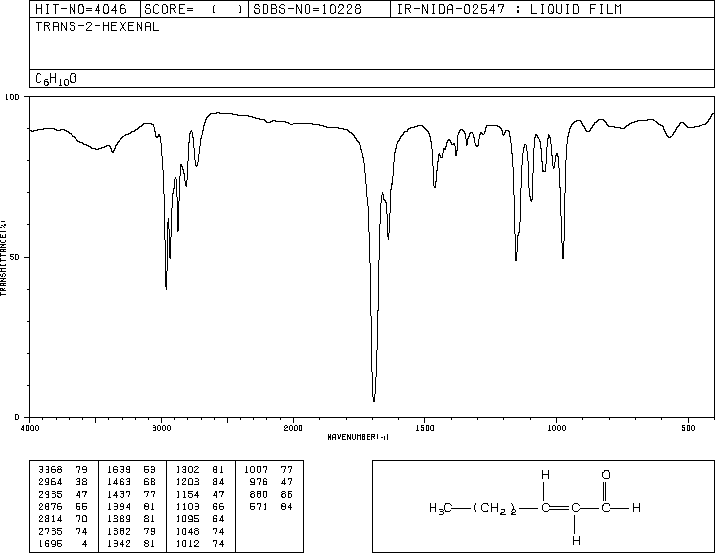 HIT-NO=4046 SCORE= ( ) SDBS-NO=10228 IR-NIDA-02547 : LIQUID FILM
TRANS-2-HEXENAL
C6H10O
100
50
0
TRANSMITTANCE(%)
4000 3000 2000 1500 1000 500
WAVENUMBER(-1)
3368 79 1639 53 1302 81 1007 77
2964 38 1463 68 1203 84 976 47
2935 47 1437 77 1154 47 880 86
2876 55 1394 81 1103 66 571 84
2814 70 1389 81 1095 64
2735 74 1382 79 1048 74
1695 4 1342 81 1012 74
H O
H3C (CH2)2 C C C H
H